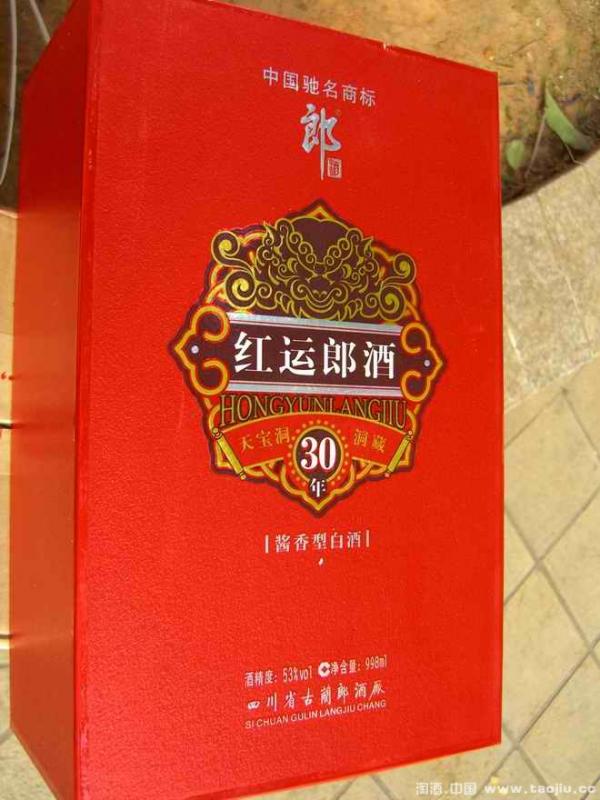 中国驰名商标
郎
酒
红运郎酒
HONGYUNLANGJIU
天宝洞 30 洞藏
年
酱香型白酒
酒精度：53%vol 净含量：998ml
四川省古蔺郎酒厂
SI CHUAN GULIN LANGJIU CHANG
淘酒.中国 www.taojiu.cc